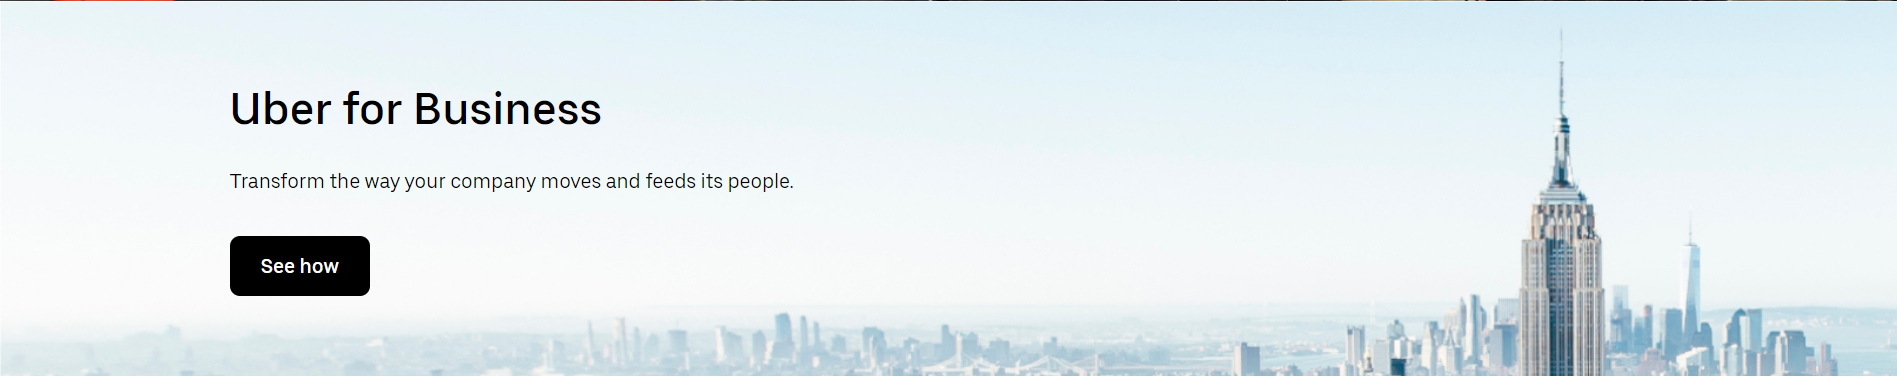 Uber for Business
Transform the way your company moves and feeds its people.
See how